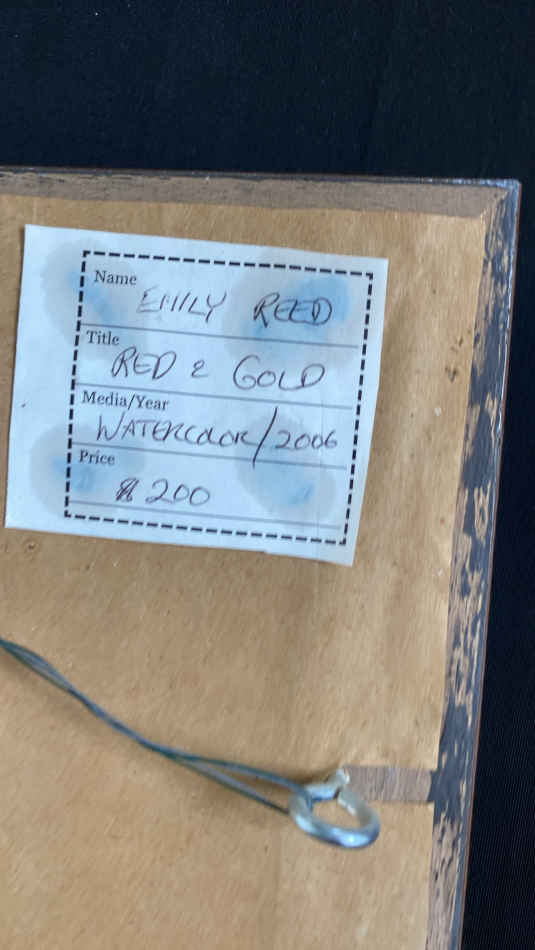 Name
EMILY REED
Title
RED & GOLD
Media/Year
WATERCOLOR/2006
Price
$200